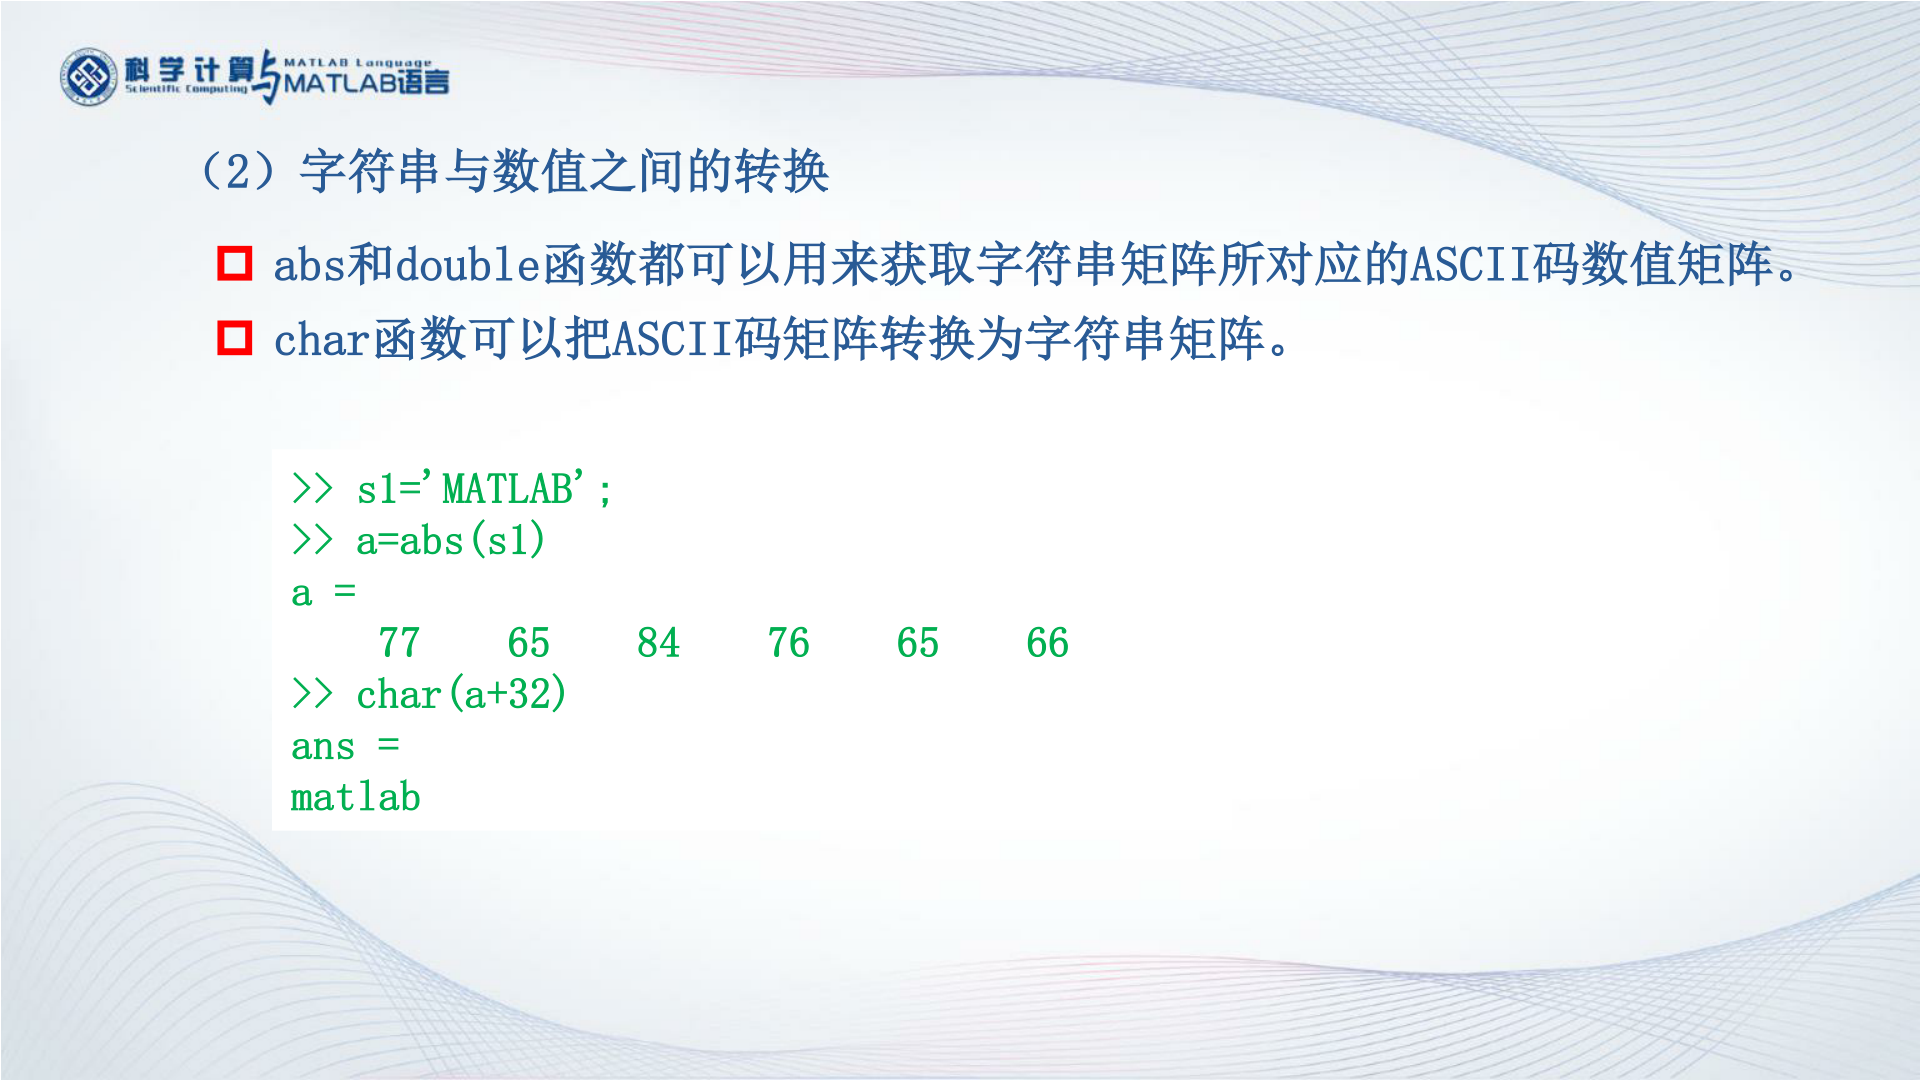 科学计算与MATLAB语言
MATLAB Language
Scientific Computing
（2）字符串与数值之间的转换
abs和double函数都可以用来获取字符串矩阵所对应的ASCII码数值矩阵。
char函数可以把ASCII码矩阵转换为字符串矩阵。
>> s1='MATLAB';
>> a=abs(s1)
a =
77 65 84 76 65 66
>> char(a+32)
ans =
matlab